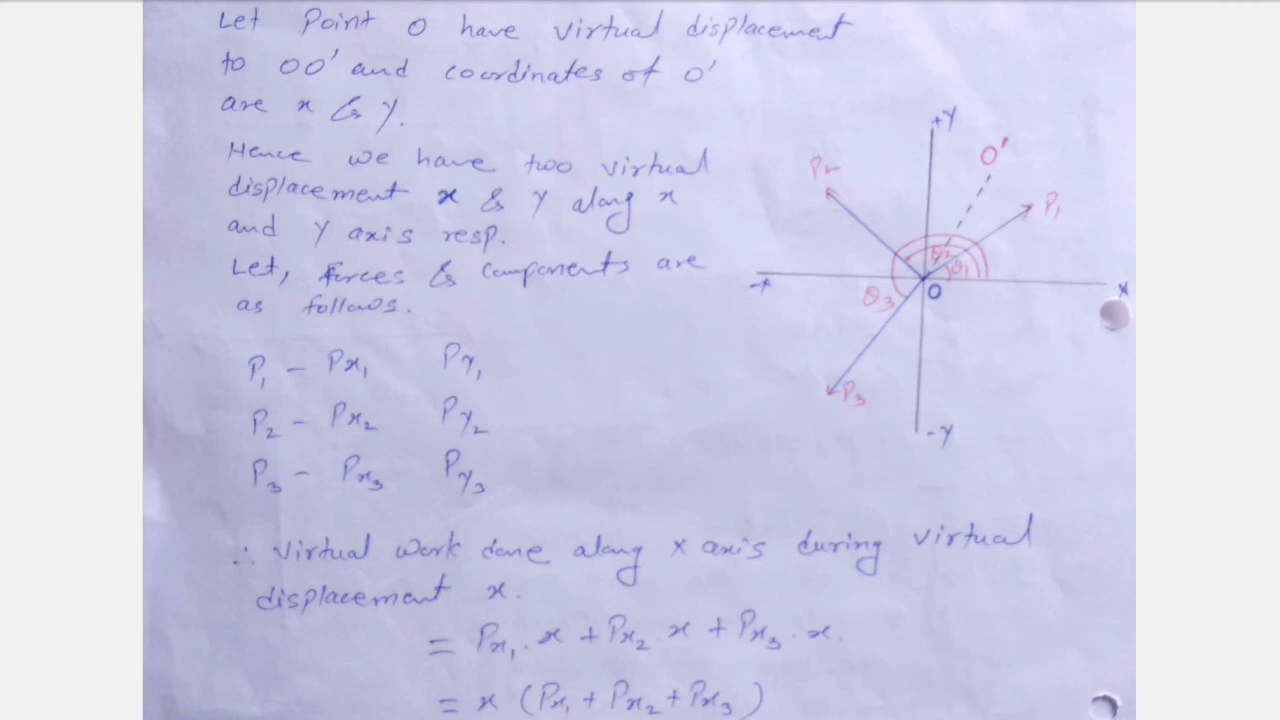 Let Point O have virtual displacement
to OO' and coordinates of O'
are x & y.
Hence we have two virtual
displacement x & y along x
and y axis resp.
Let, forces & components are
as follows.
P₁ - Px₁ Py₁
P₂ - Px₂ Py₂
P₃ - Px₃ Py₃
+Y
O'
P₂
P₁
θ₂
θ₁
-x
O
x
θ₃
P₃
-Y
∴ Virtual work done along x axis during virtual
displacement x.
= Px₁ . x + Px₂ . x + Px₃ . x.
= x (Px₁ + Px₂ + Px₃)